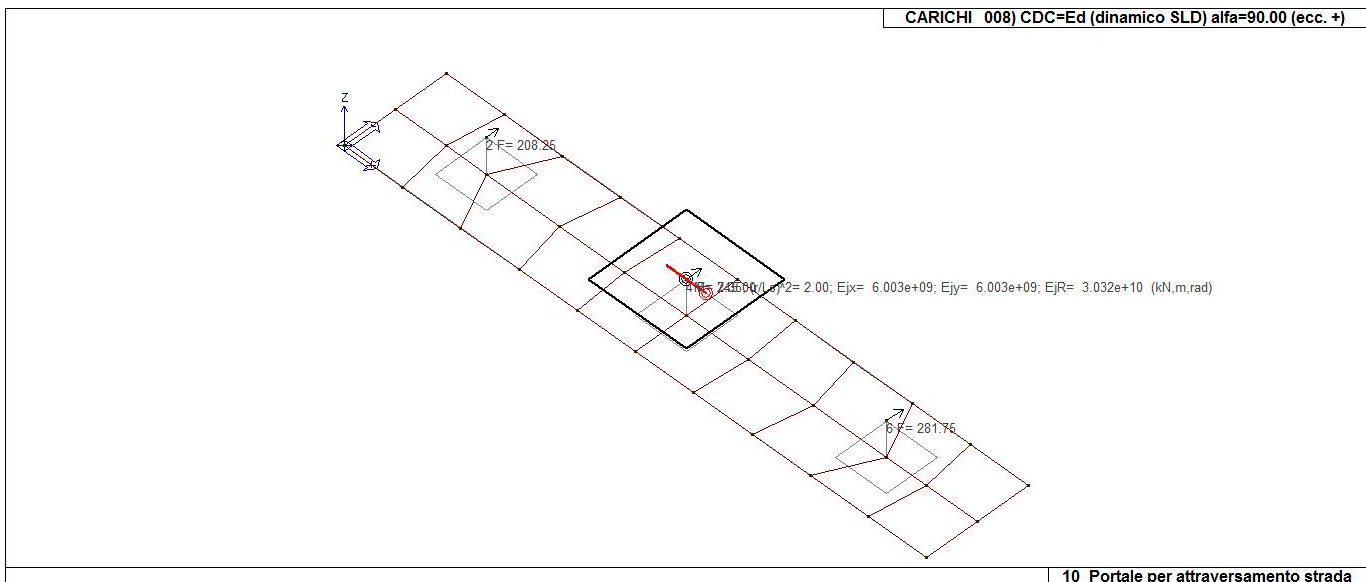 CARICHI 008) CDC=Ed (dinamico SLD) alfa=90.00 (ecc. +)
Z
2 F= 208.25
2= 2.00; Ejx= 6.003e+09; Ejy= 6.003e+09; EjR= 3.032e+10 (kN,m,rad)
6 F= 281.75
10 Portale per attraversamento strada